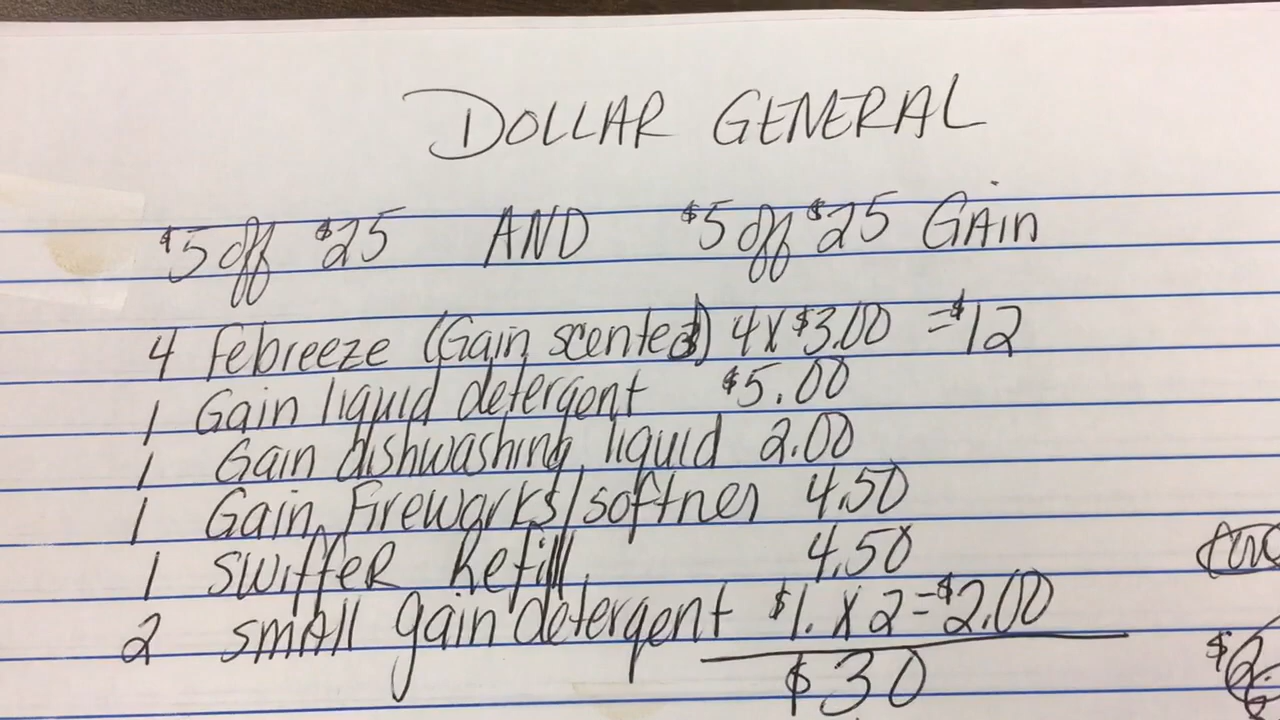 DOLLAR GENERAL
$5 off $25 AND $5 off $25 GAin
4 Febreeze (Gain scented) 4x$3.00 =$12
1 Gain liquid detergent $5.00
1 Gain dishwashing liquid 2.00
1 Gain Fireworks/softner 4.50
1 SWiffeR Refill 4.50
2 SmAll gain detergent $1. x 2=$2.00
$30